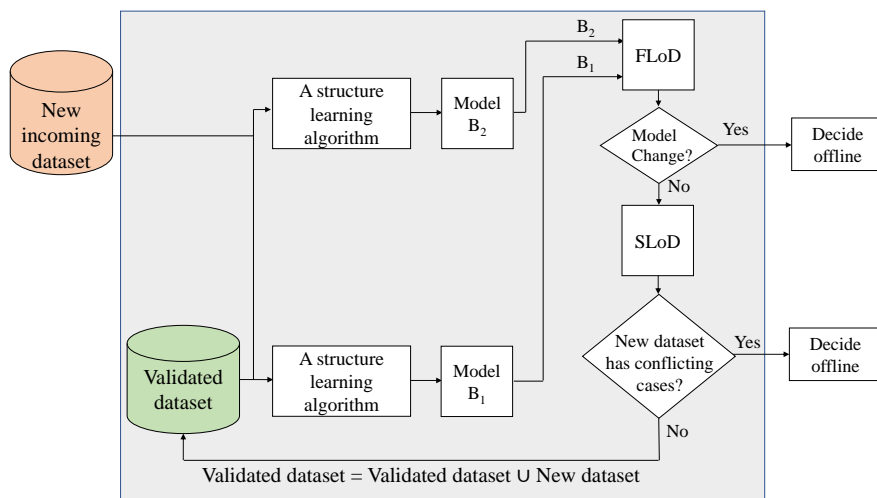 B₂
B₁
FLoD
New
incoming
dataset
A structure
learning
algorithm
Model
B₂
Model
Change?
Yes
Decide
offline
No
SLoD
Validated
dataset
A structure
learning
algorithm
Model
B₁
New dataset
has conflicting
cases?
Yes
Decide
offline
No
Validated dataset = Validated dataset ∪ New dataset